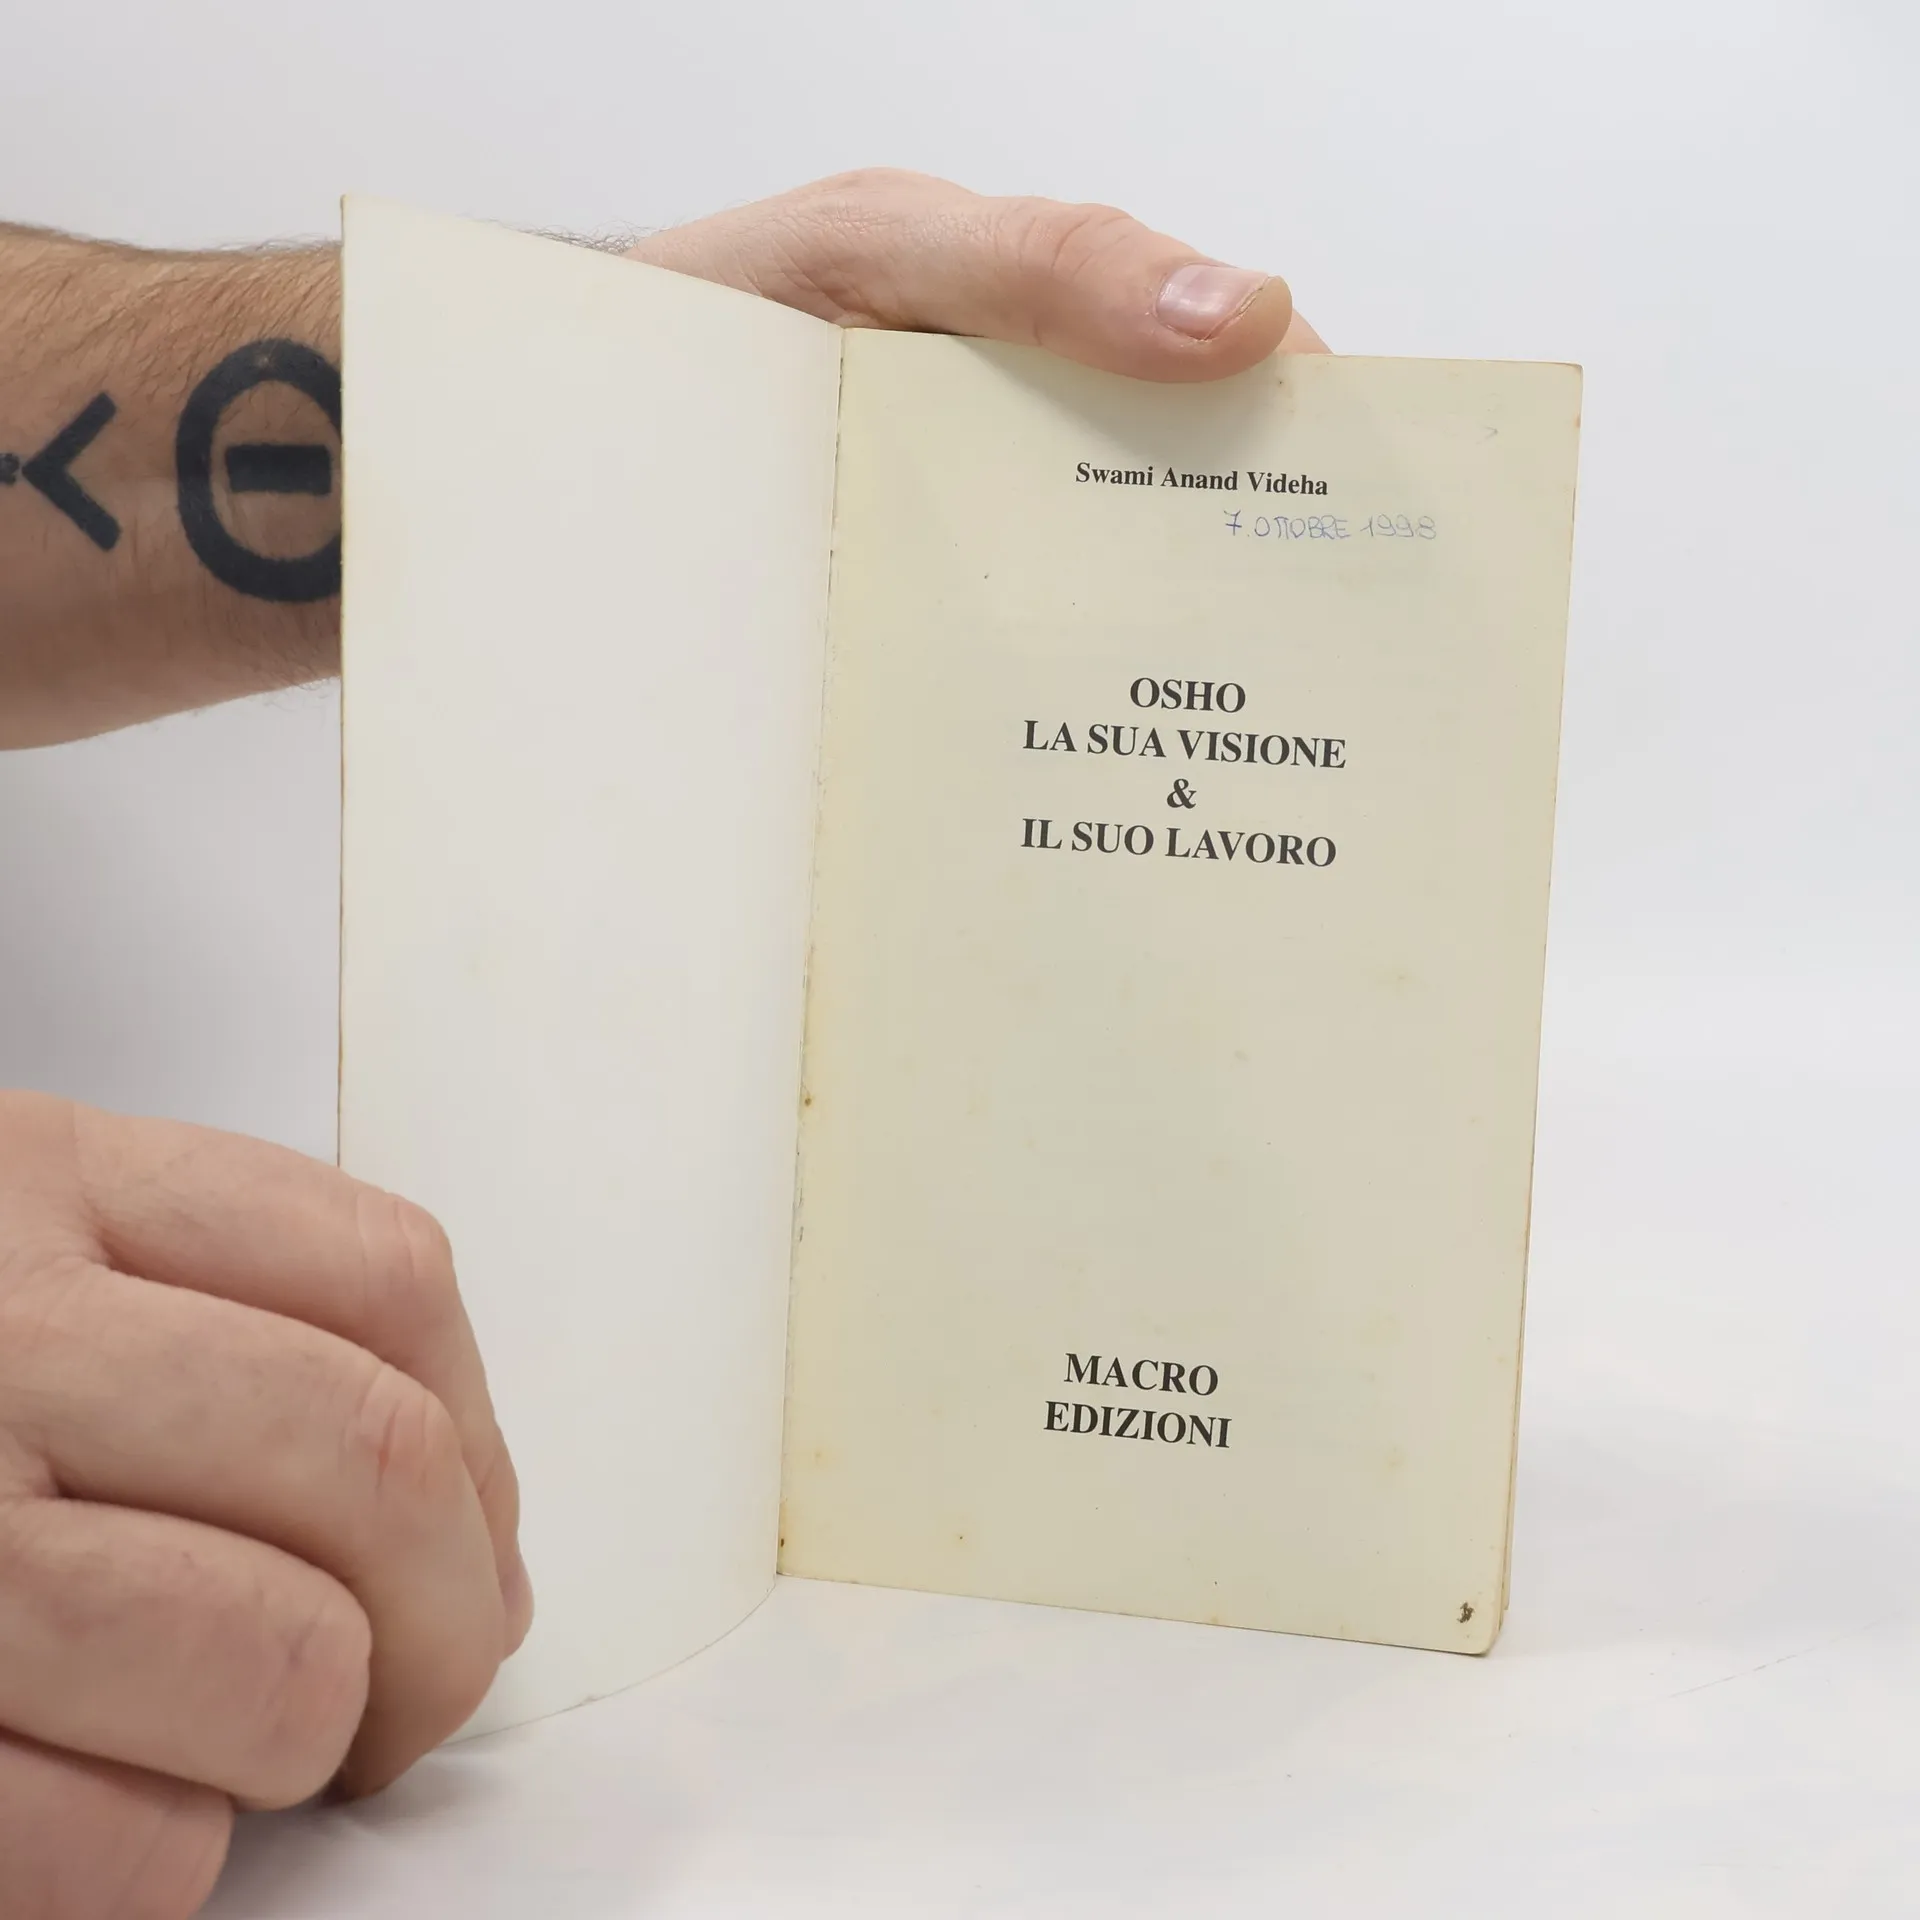 Swami Anand Videha
7. OTTOBRE 1998
OSHO
LA SUA VISIONE
&
IL SUO LAVORO
MACRO
EDIZIONI